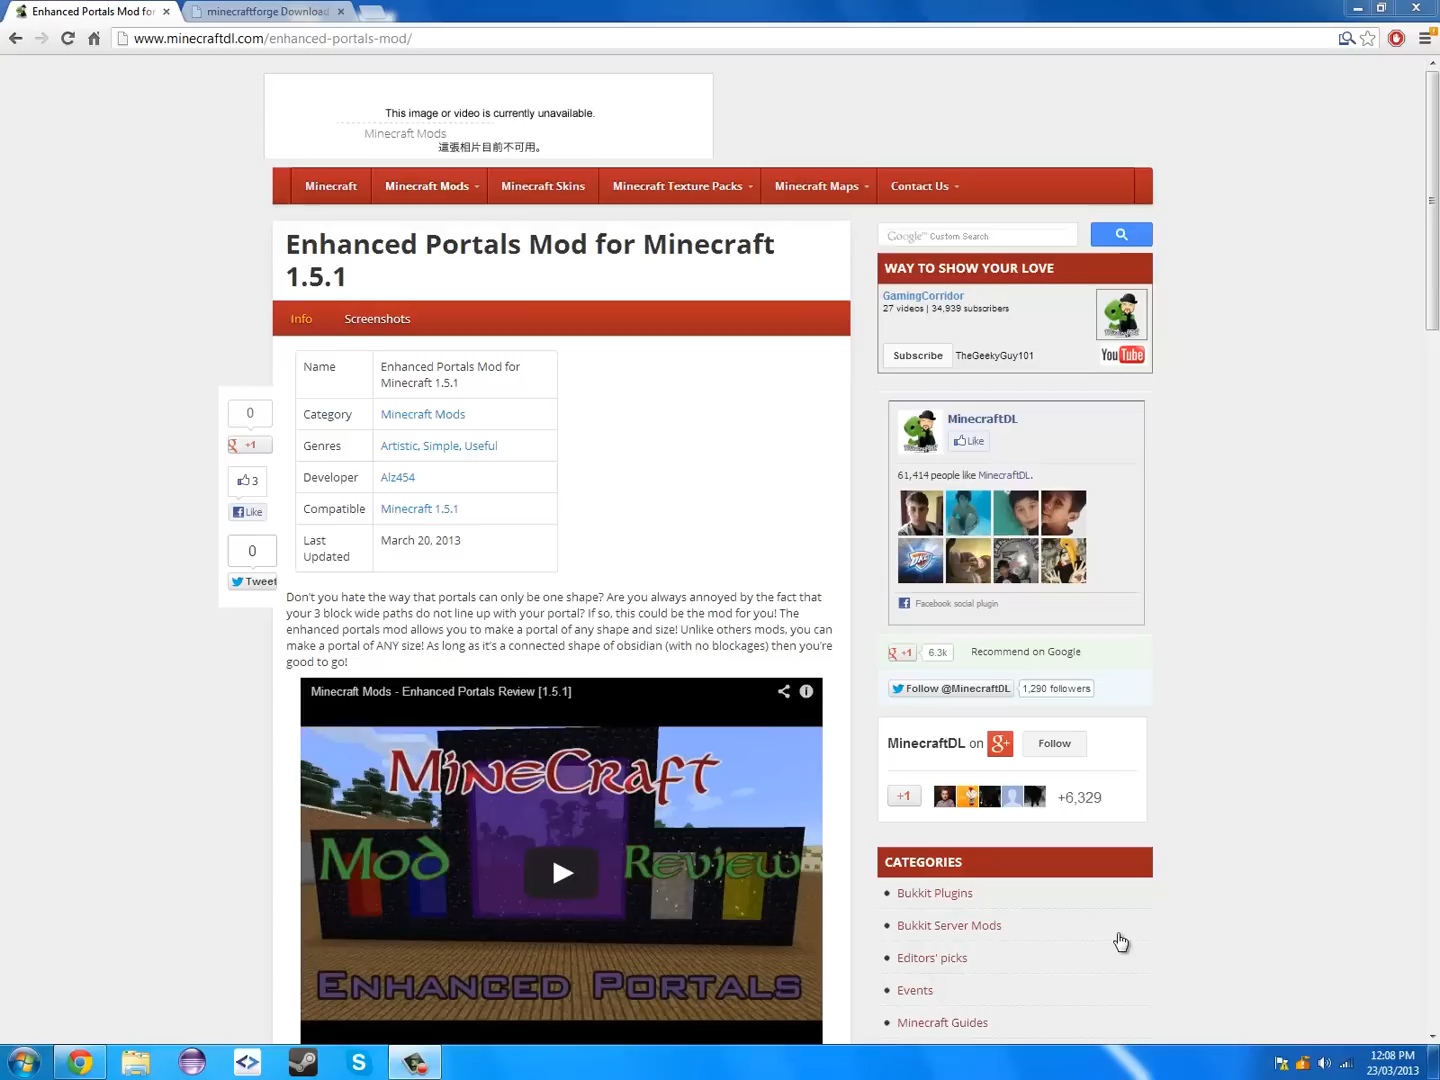 Enhanced Portals Mod for
minecraftforge Download
www.minecraftdl.com/enhanced-portals-mod/
This image or video is currently unavailable.
Minecraft Mods
這張相片目前不可用。
Minecraft
Minecraft Mods
Minecraft Skins
Minecraft Texture Packs
Minecraft Maps
Contact Us
Enhanced Portals Mod for Minecraft
1.5.1
Info
Screenshots
Name
Enhanced Portals Mod for
Minecraft 1.5.1
Category
Minecraft Mods
Genres
Artistic, Simple, Useful
Developer
Alz454
Compatible
Minecraft 1.5.1
Last
Updated
March 20, 2013
0
g +1
3
Like
0
Tweet
Don't you hate the way that portals can only be one shape? Are you always annoyed by the fact that
your 3 block wide paths do not line up with your portal? If so, this could be the mod for you! The
enhanced portals mod allows you to make a portal of any shape and size! Unlike others mods, you can
make a portal of ANY size! As long as it's a connected shape of obsidian (with no blockages) then you're
good to go!
Minecraft Mods - Enhanced Portals Review [1.5.1]
MineCraft
Mod Review
Enhanced Portals
Google Custom Search
WAY TO SHOW YOUR LOVE
GamingCorridor
27 videos | 34,939 subscribers
Subscribe
TheGeekyGuy101
YouTube
MinecraftDL
Like
61,414 people like MinecraftDL.
Facebook social plugin
g +1
6.3k
Recommend on Google
Follow @MinecraftDL
1,290 followers
MinecraftDL on g+
Follow
+1
+6,329
CATEGORIES
Bukkit Plugins
Bukkit Server Mods
Editors' picks
Events
Minecraft Guides
12:08 PM
23/03/2013